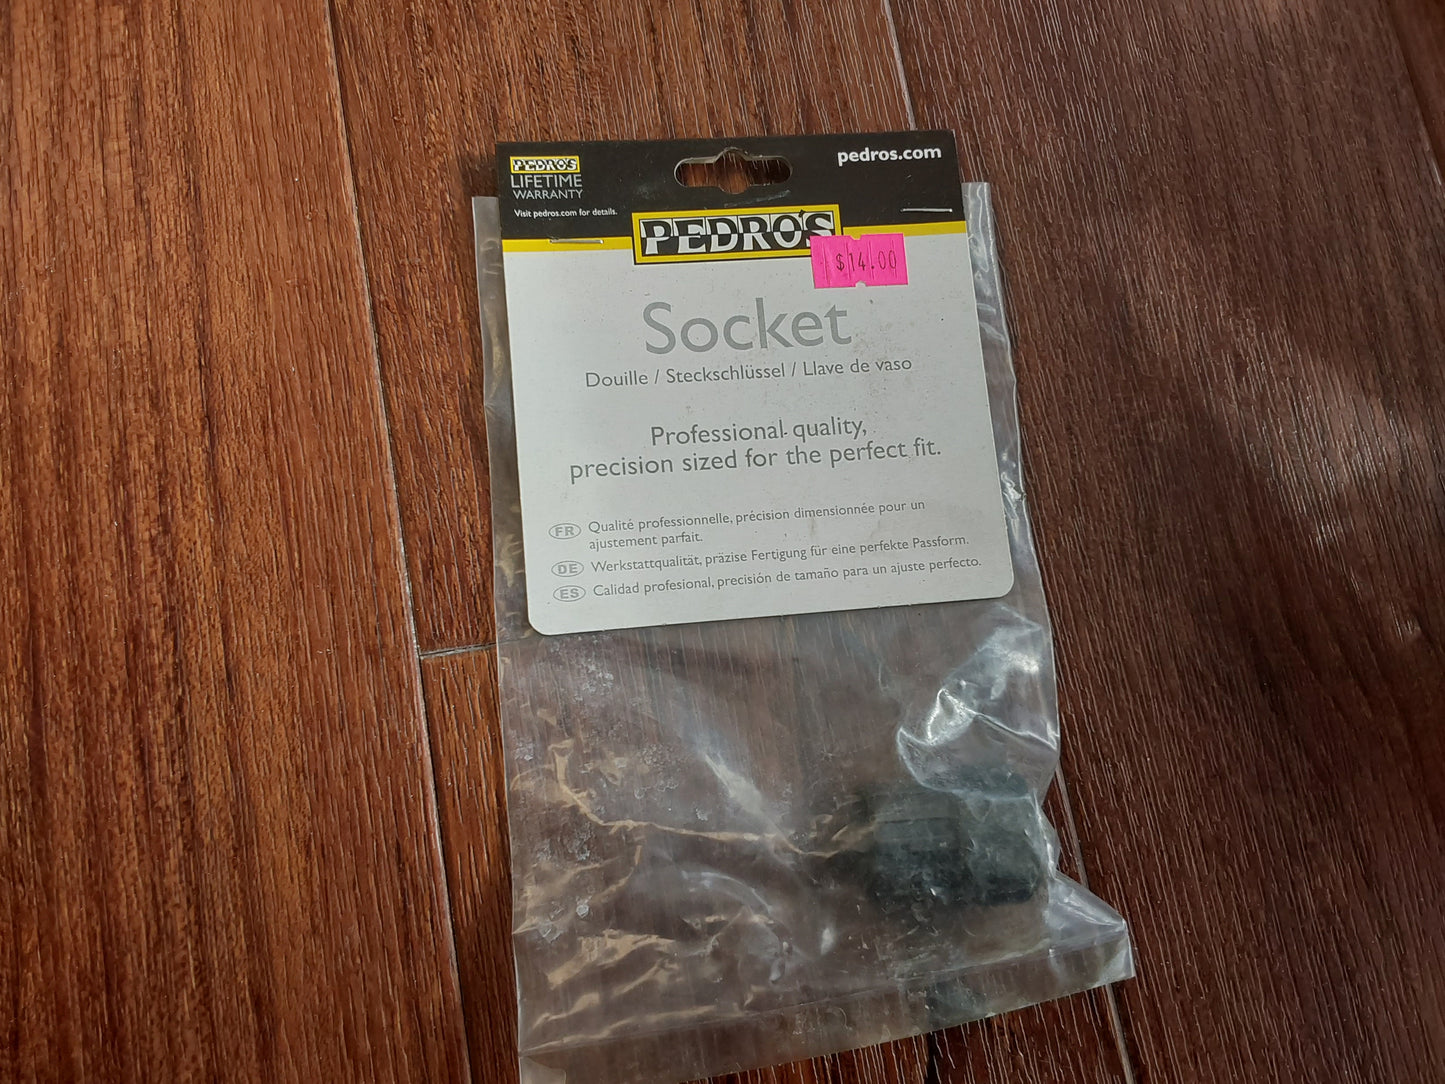 PEDRO'S
LIFETIME
WARRANTY
Visit pedros.com for details.
pedros.com
PEDRO'S
$14.00
Socket
Douille / Steckschlüssel / Llave de vaso
Professional quality,
precision sized for the perfect fit.
FR Qualité professionnelle, précision dimensionnée pour un
ajustement parfait.
DE Werkstattqualität, präzise Fertigung für eine perfekte Passform.
ES Calidad profesional, precisión de tamaño para un ajuste perfecto.